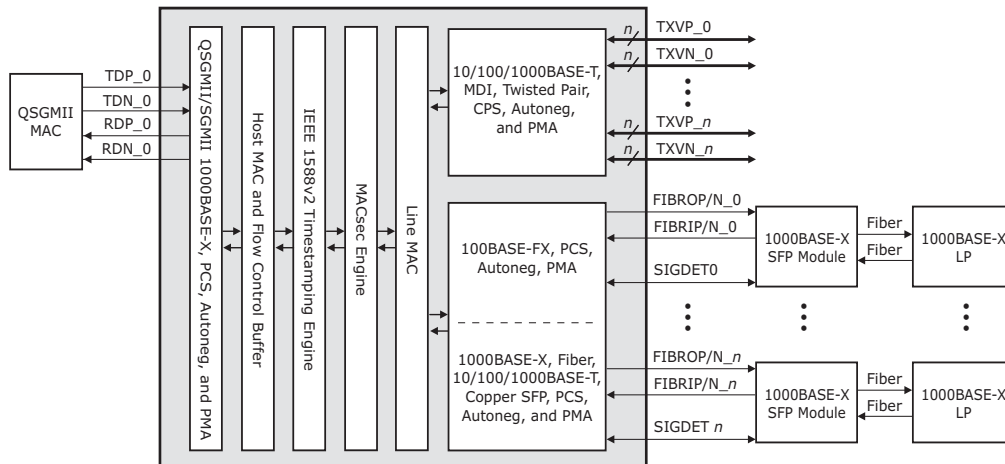 QSGMII
MAC
TDP_0
TDN_0
RDP_0
RDN_0
QSGMII/SGMII 1000BASE-X, PCS, Autoneg, and PMA
Host MAC and Flow Control Buffer
IEEE 1588v2 Timestamping Engine
MACsec Engine
Line MAC
10/100/1000BASE-T,
MDI, Twisted Pair,
CPS, Autoneg,
and PMA
n TXVP_0
n TXVN_0
n TXVP_n
n TXVN_n
100BASE-FX, PCS,
Autoneg, PMA
1000BASE-X, Fiber,
10/100/1000BASE-T,
Copper SFP, PCS,
Autoneg, and PMA
FIBROP/N_0
FIBRIP/N_0
SIGDET0
1000BASE-X
SFP Module
Fiber
Fiber
1000BASE-X
LP
FIBROP/N_n
FIBRIP/N_n
SIGDET n
1000BASE-X
SFP Module
Fiber
Fiber
1000BASE-X
LP